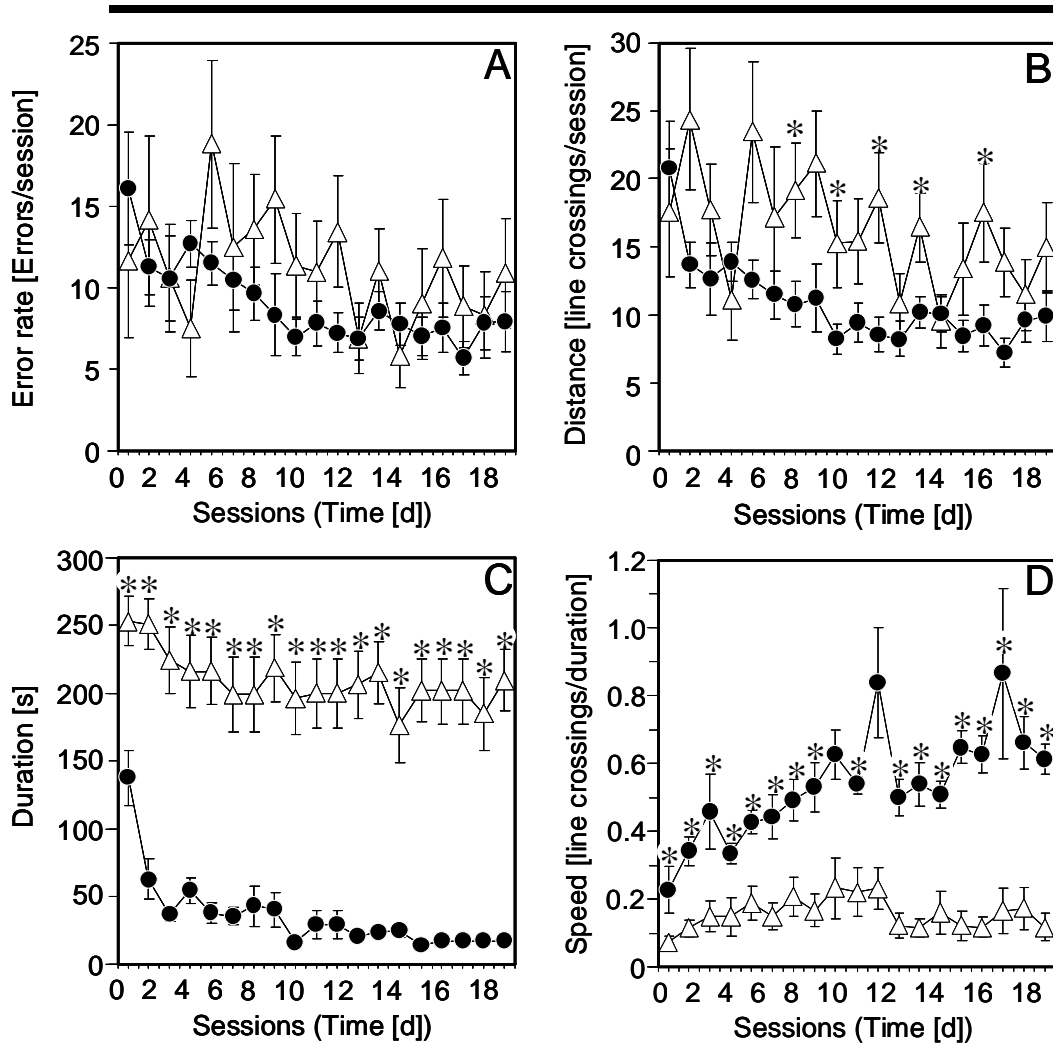 25
20
15
10
5
0
Error rate [Errors/session]
A
0 2 4 6 8 10 12 14 16 18
Sessions (Time [d])
30
25
20
15
10
5
0
Distance [line crossings/session]
B
* * * * *
0 2 4 6 8 10 12 14 16 18
Sessions (Time [d])
300
250
200
150
100
50
0
Duration [s]
C
* * * * * * * * * * * * * * * * * * *
0 2 4 6 8 10 12 14 16 18
Sessions (Time [d])
1.2
1.0
0.8
0.6
0.4
0.2
0
Speed [line crossings/duration]
D
* * * * * * * * * * * * * * * * *
0 2 4 6 8 10 12 14 16 18
Sessions (Time [d])